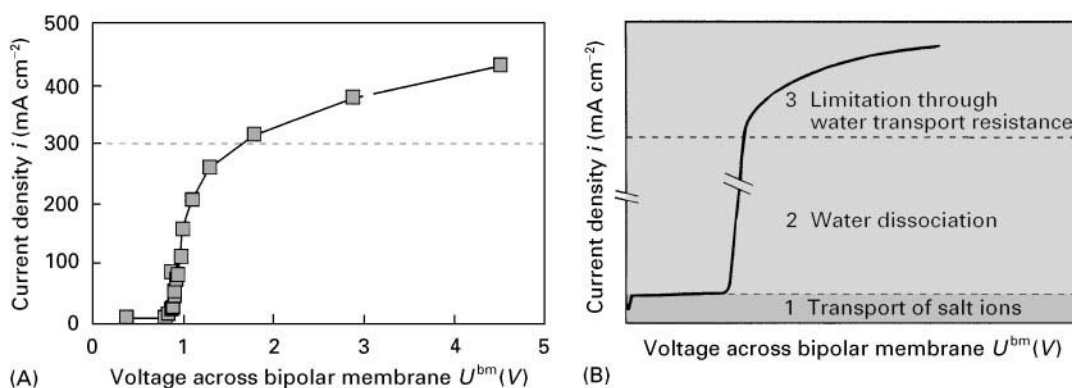 500
400
300
200
100
0
Current density i (mA cm⁻²)
0 1 2 3 4 5
Voltage across bipolar membrane Uᵇᵐ(V)
(A)
Current density i (mA cm⁻²)
3 Limitation through
water transport resistance
2 Water dissociation
1 Transport of salt ions
Voltage across bipolar membrane Uᵇᵐ(V)
(B)